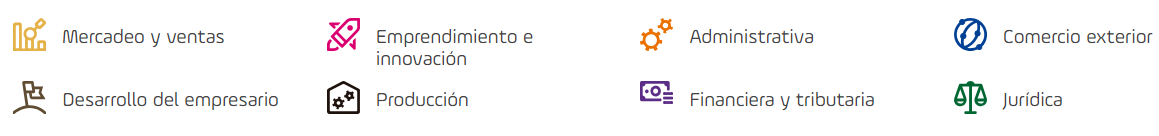 Mercadeo y ventas
Emprendimiento e
innovación
Administrativa
Comercio exterior
Desarrollo del empresario
Producción
Financiera y tributaria
Jurídica